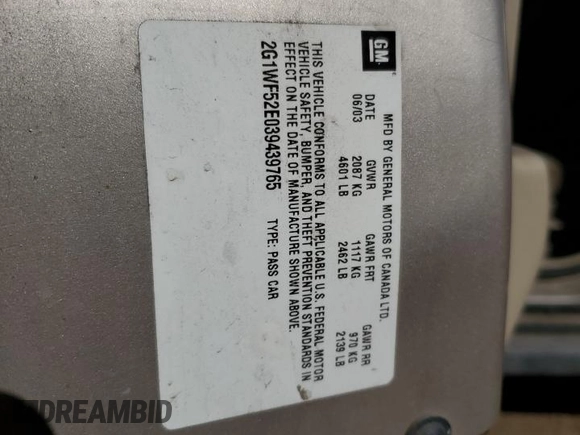 GM
MFD BY GENERAL MOTORS OF CANADA LTD.
DATE GVWR GAWR FRT GAWR RR
06/03 2087 KG 1117 KG 970 KG
4601 LB 2462 LB 2139 LB
THIS VEHICLE CONFORMS TO ALL APPLICABLE U.S. FEDERAL MOTOR
VEHICLE SAFETY, BUMPER, AND THEFT PREVENTION STANDARDS IN
EFFECT ON THE DATE OF MANUFACTURE SHOWN ABOVE.
2G1WF52E039439765 TYPE: PASS CAR
DREAMBID